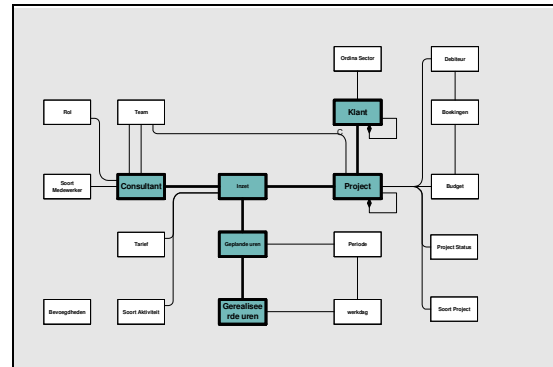 Ordina Sector
Debiteur
Rol
Team
Klant
Boekingen
C
Soort
Medewerker
Consultant
Inzet
Project
Budget
Tarief
Geplande uren
Periode
Project Status
Bevoegdheden
Soort Aktiviteit
Gerealisee
rde uren
werkdag
Soort Project